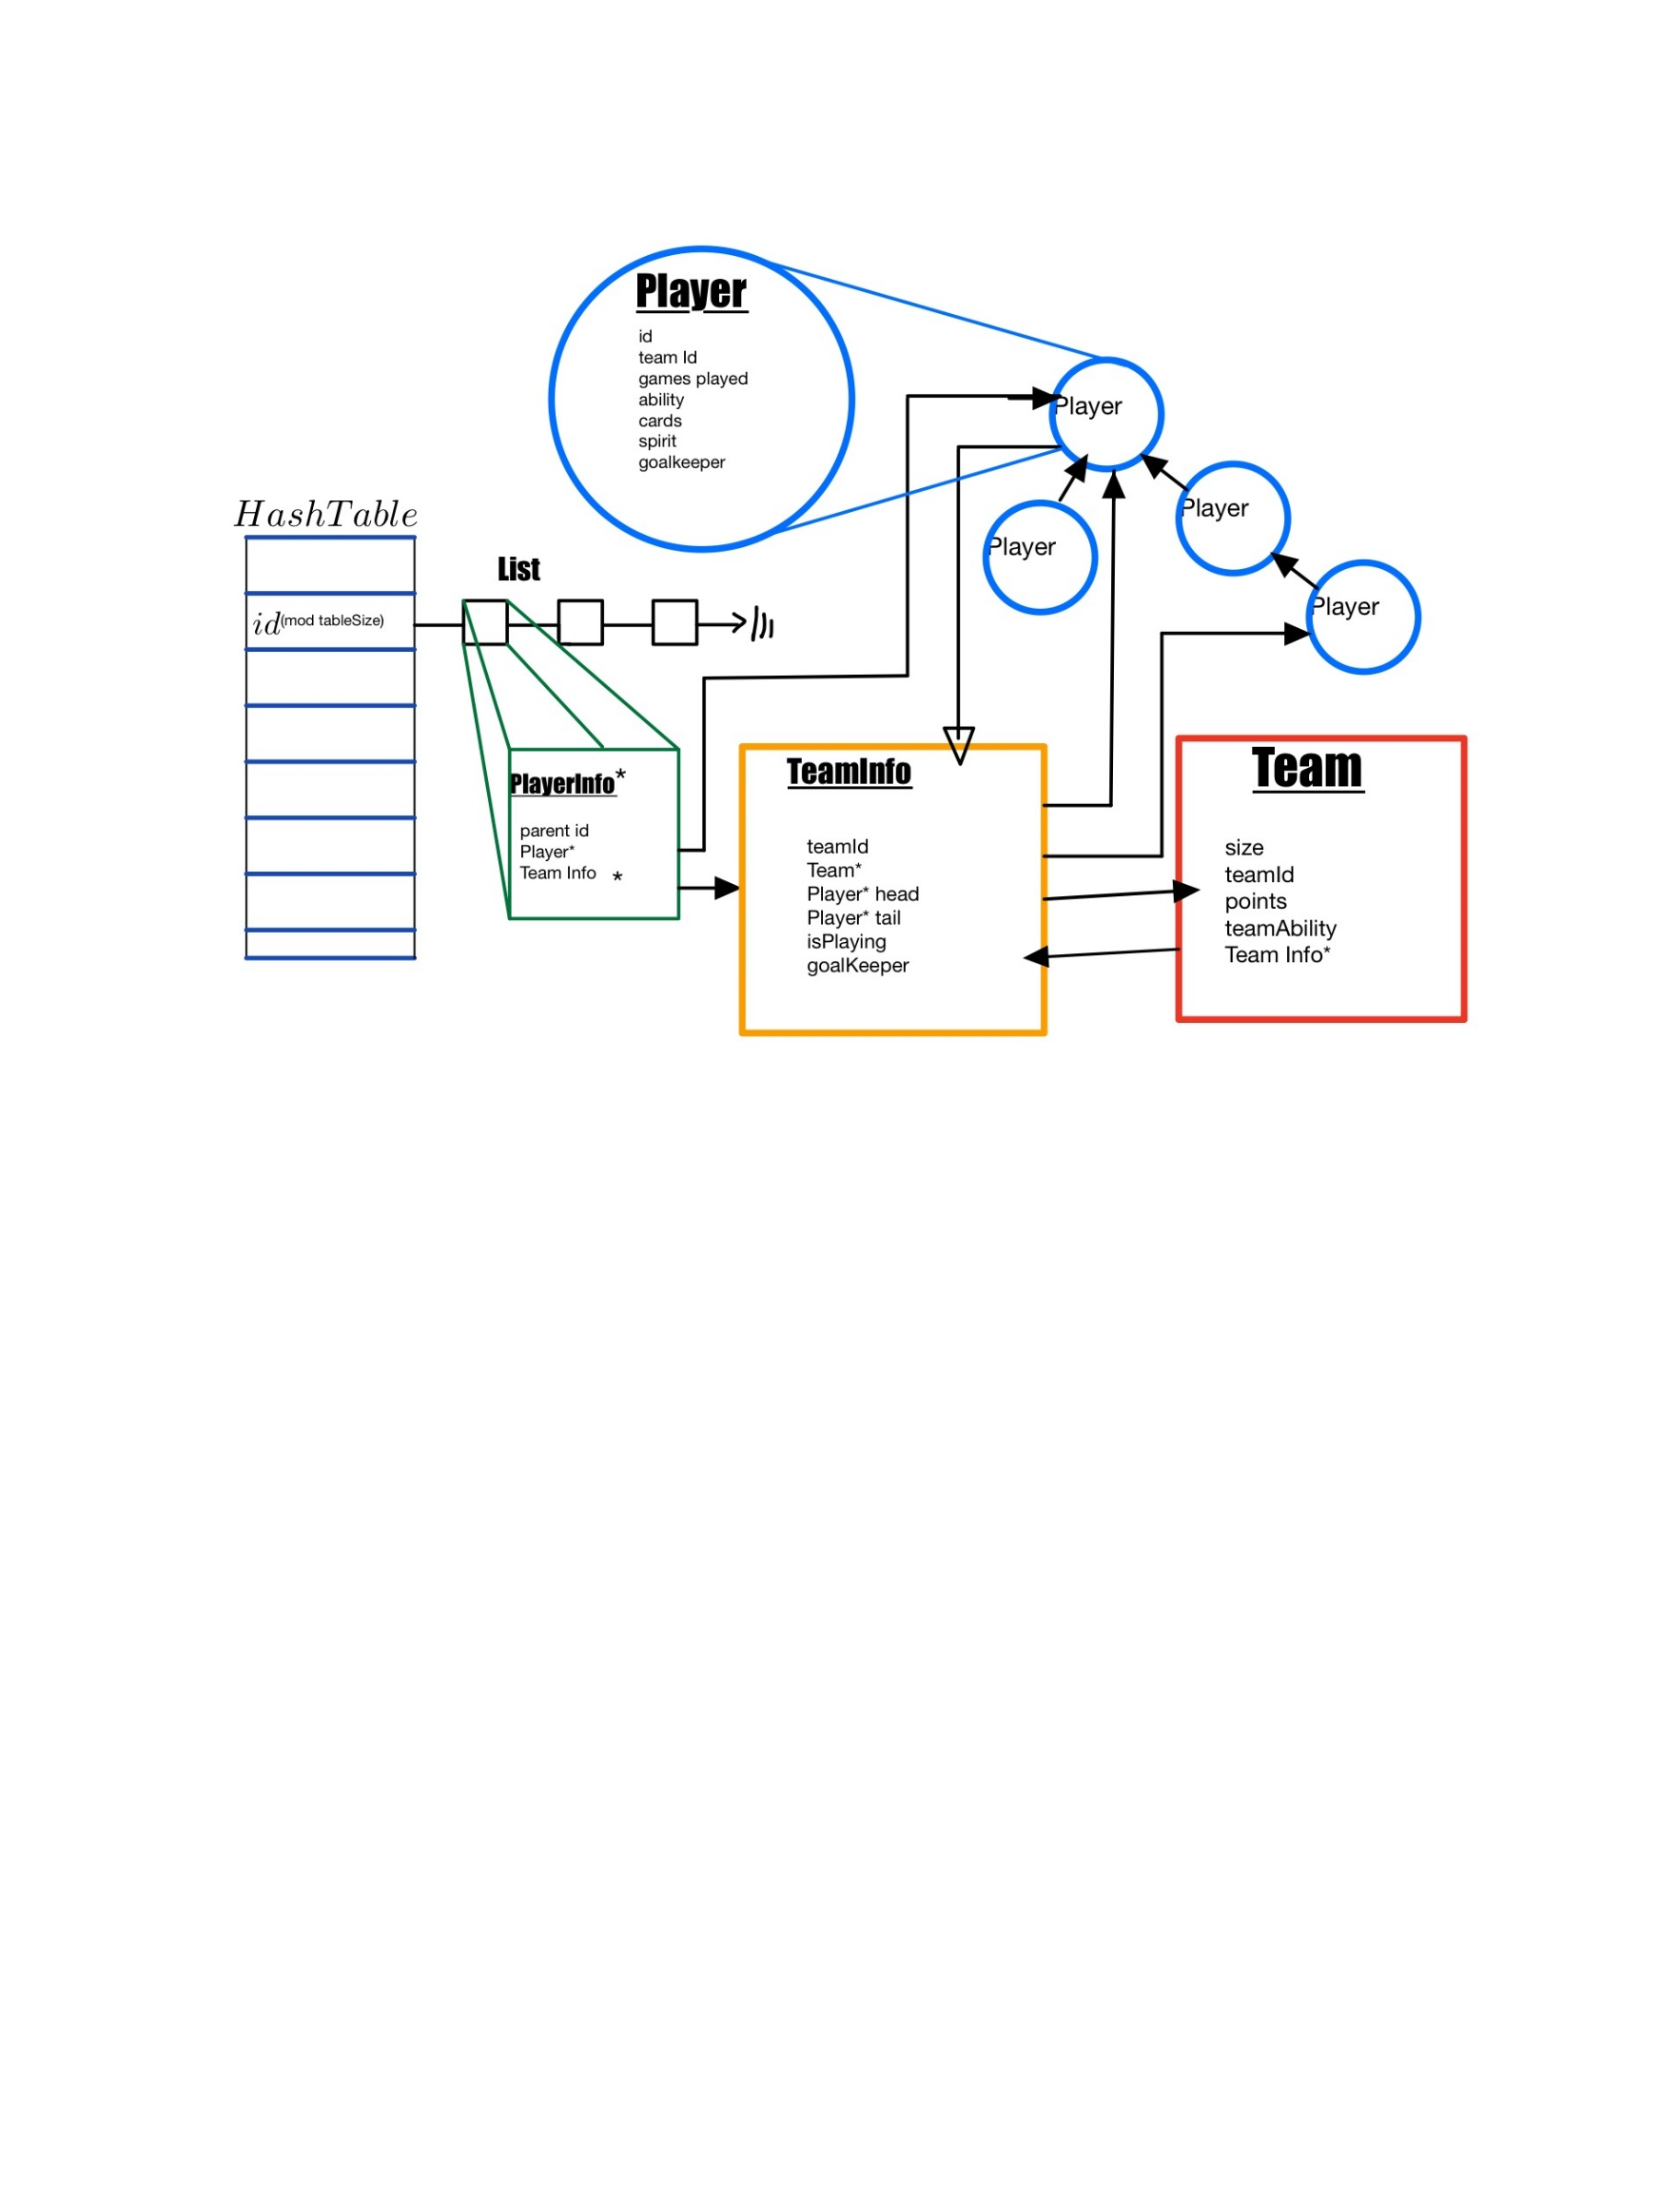 Player
id
team Id
games played
ability
cards
spirit
goalkeeper
Player
Player
Player
Player
HashTable
id(mod tableSize)
List
PlayerInfo*
parent id
Player*
Team Info *
TeamInfo
teamId
Team*
Player* head
Player* tail
isPlaying
goalKeeper
Team
size
teamId
points
teamAbility
Team Info*